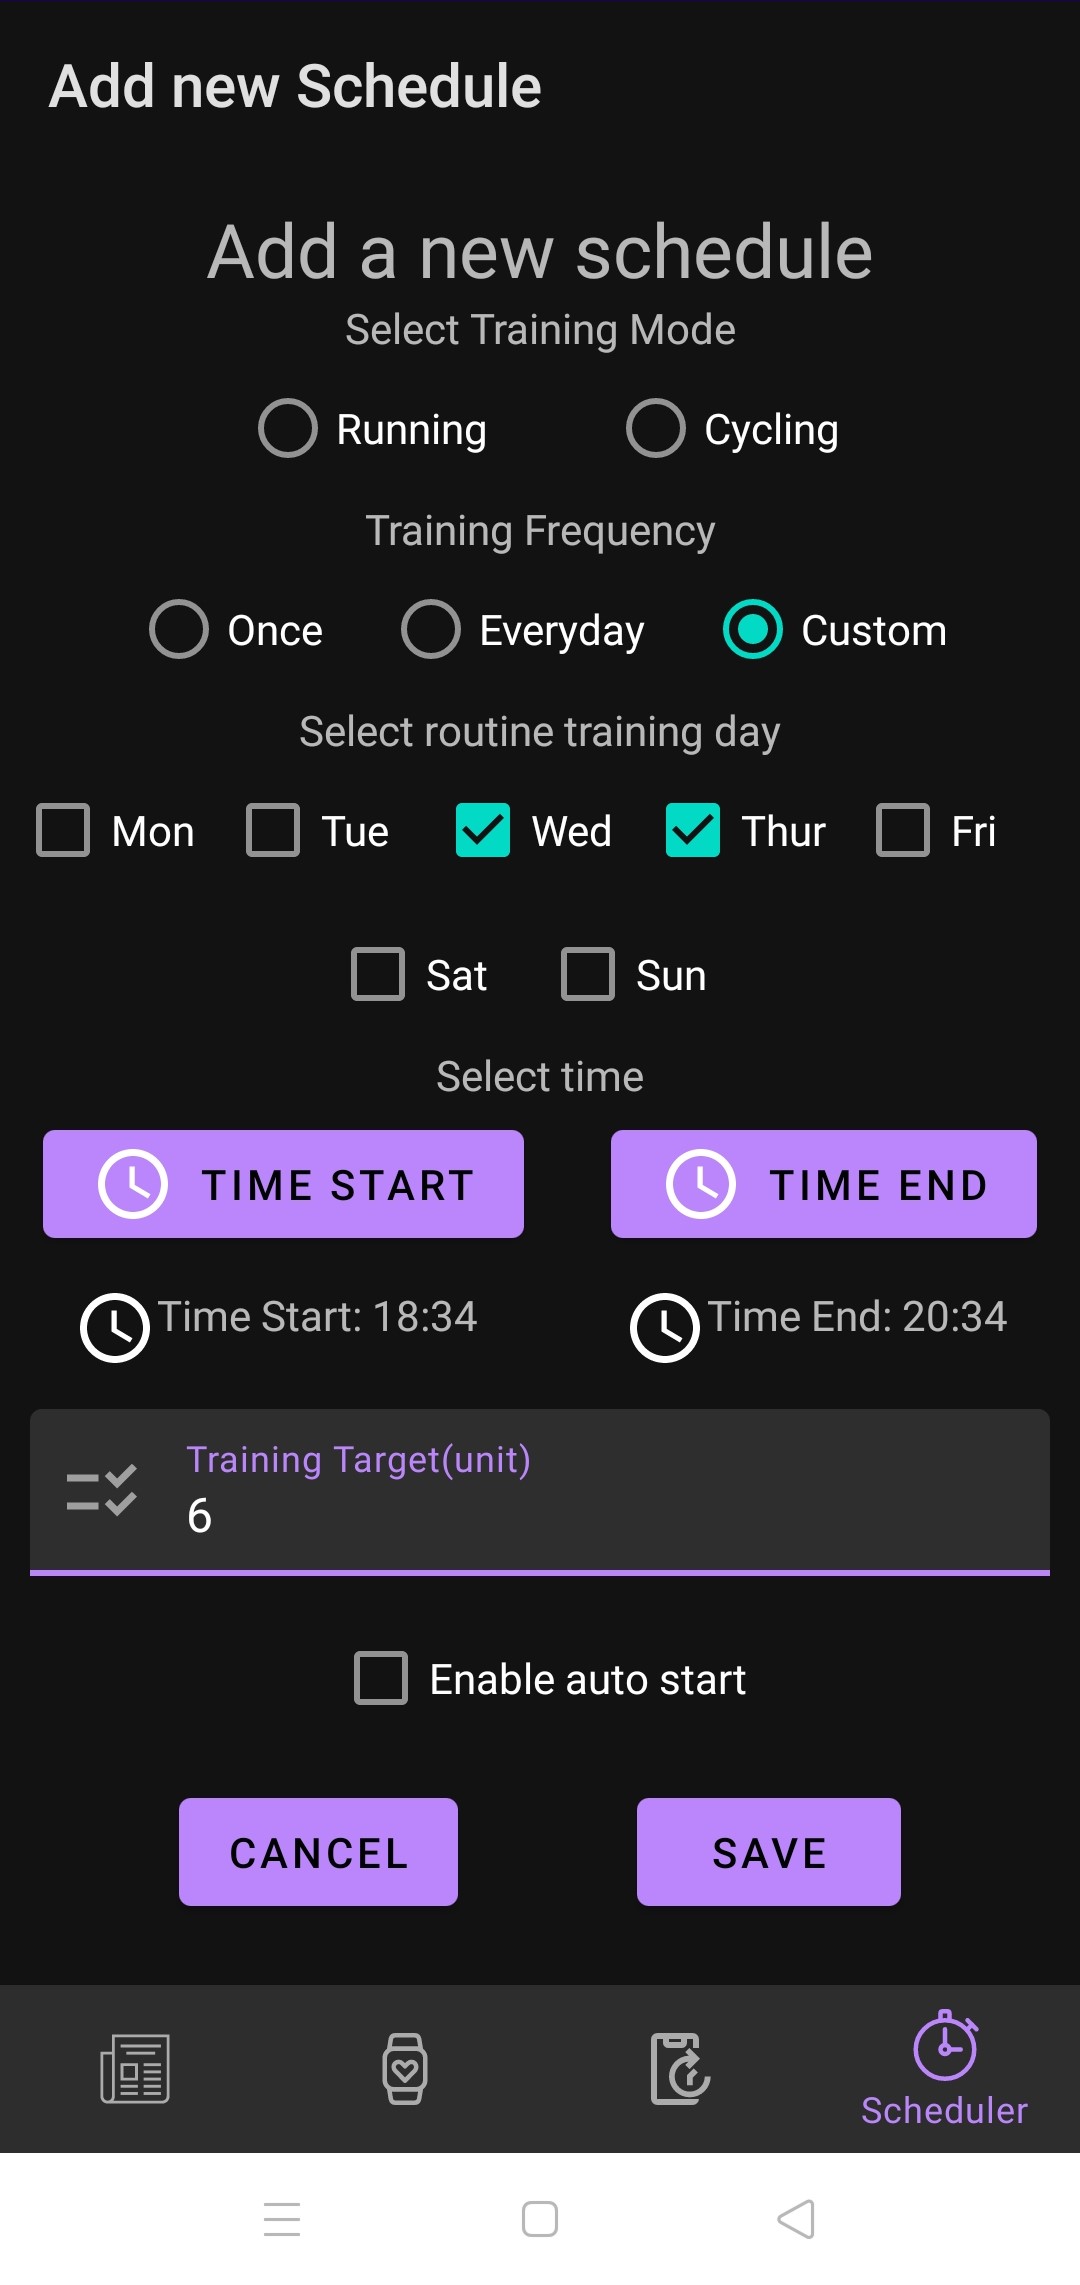 Add new Schedule
Add a new schedule
Select Training Mode
Running Cycling
Training Frequency
Once Everyday Custom
Select routine training day
Mon Tue Wed Thur Fri
Sat Sun
Select time
TIME START TIME END
Time Start: 18:34 Time End: 20:34
Training Target(unit)
6
Enable auto start
CANCEL SAVE
Scheduler